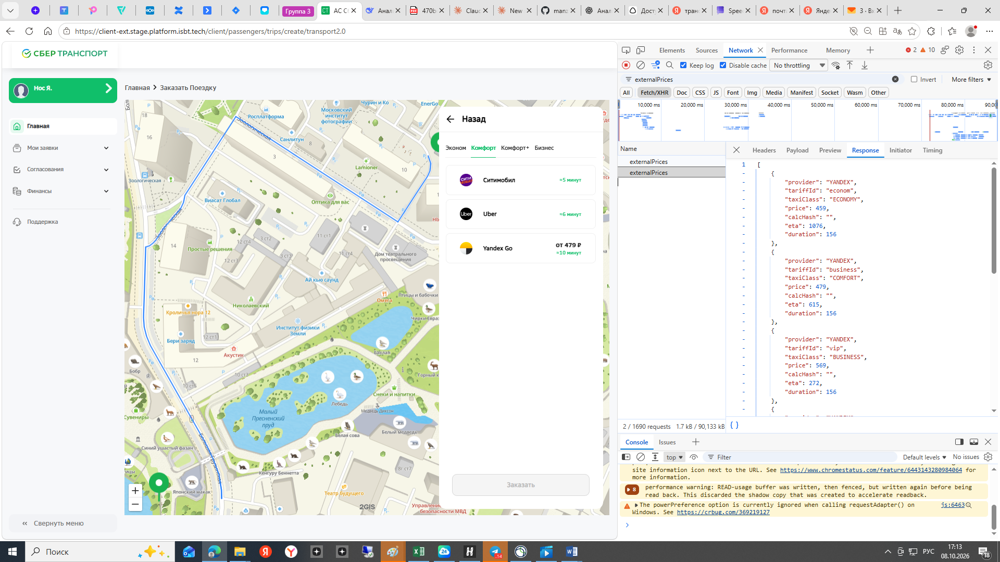 Группа 3
АС С
Анали
470b
Clauc
New
manz
Анал
Досту
тран
Spee
почт
Янде
3 · Вх
https://client-ext.stage.platform.isbt.tech/client/passengers/trips/create/transport2.0
СБЕР ТРАНСПОРТ
Нос Я.
Главная
Мои заявки
Согласования
Финансы
Поддержка
Свернуть меню
Главная > Заказать Поездку
Росплатформа
Московский
институт
фотографии
Чурин и Ко
EnerGo
Зоологическая
Санлитун
18
16
8
3
10
Lamioner
Зоологическая
Виасат Глобал
Оптика для вас
Зоологическая
14
Простые решения
12 ст4
3 ст2
11 ст1
12 ст3
3 ст3
11 ст4
Дом театрального
просвещения
Ай кью саунд
Николаевский
Омега
Птицы и бабочки
Кроличья нора 12
Чирки Евраз
Институт физики
Земли
12 ст1
Бери заряд
Акустик
Баклан
12
Бобр
10 ст3
Горный к
10 ст5
Снеки и напитки
Лебедь
Медведь Диксон
Сувениры
Малый
Пресненский
пруд
Белый медведь
Белая сова
Синий ушастый фазан
Большая Грузинская
8г ст7
Кенгуру Беннетта
Японский макак
Театр будущего
2GIS
Управление
безопасности МВД
Назад
Эконом
Комфорт
Комфорт+
Бизнес
Ситимобил
≈5 минут
Uber
Uber
≈6 минут
Yandex Go
от 479 ₽
≈10 минут
Заказать
Elements
Sources
Network
Performance
Memory
2
10
Keep log
Disable cache
No throttling
externalPrices
Invert
More filters
All
Fetch/XHR
Doc
CSS
JS
Font
Img
Media
Manifest
Socket
Wasm
Other
10,000 ms
20,000 ms
30,000 ms
40,000 ms
50,000 ms
60,000 ms
70,000 ms
80,000 ms
90,00
Name
externalPrices
externalPrices
2 / 1690 requests
1.7 kB / 90,133 kB
Headers
Payload
Preview
Response
Initiator
Timing
1 [
{
"provider": "YANDEX",
"tariffId": "econom",
"taxiClass": "ECONOMY",
"price": 459,
"calcHash": "",
"eta": 1076,
"duration": 156
},
{
"provider": "YANDEX",
"tariffId": "business",
"taxiClass": "COMFORT",
"price": 479,
"calcHash": "",
"eta": 615,
"duration": 156
},
{
"provider": "YANDEX",
"tariffId": "vip",
"taxiClass": "BUSINESS",
"price": 569,
"calcHash": "",
"eta": 272,
"duration": 156
},
{
{ }
Console
Issues
top
Filter
Default levels
No issues
site information icon next to the URL. See https://www.chromestatus.com/feature/6443143280984064 for
more information.
8
performance warning: READ-usage buffer was written, then fenced, but written again before being
read back. This discarded the shadow copy that was created to accelerate readback.
The powerPreference option is currently ignored when calling requestAdapter() on
js:6463
Windows. See https://crbug.com/369219127
Поиск
24
14
РУС
17:13
08.10.2026
18